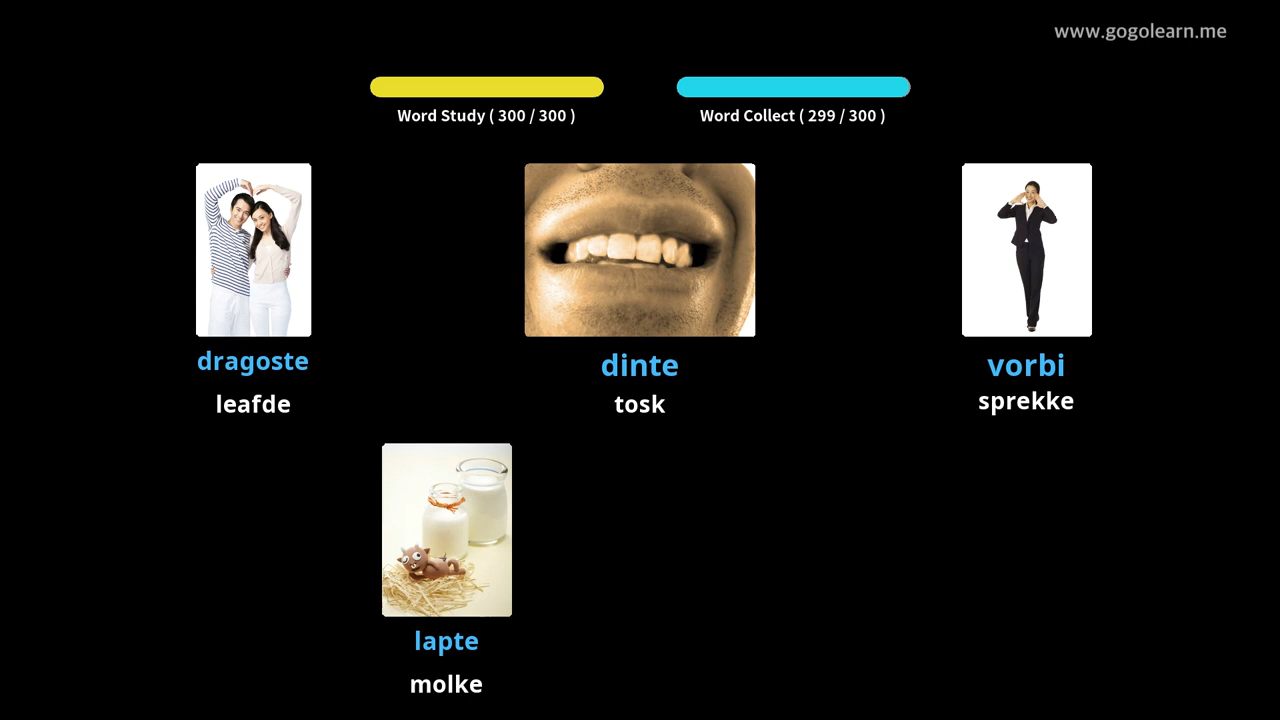 www.gogolearn.me
Word Study ( 300 / 300 )
Word Collect ( 299 / 300 )
dragoste
leafde
dinte
tosk
vorbi
sprekke
lapte
molke